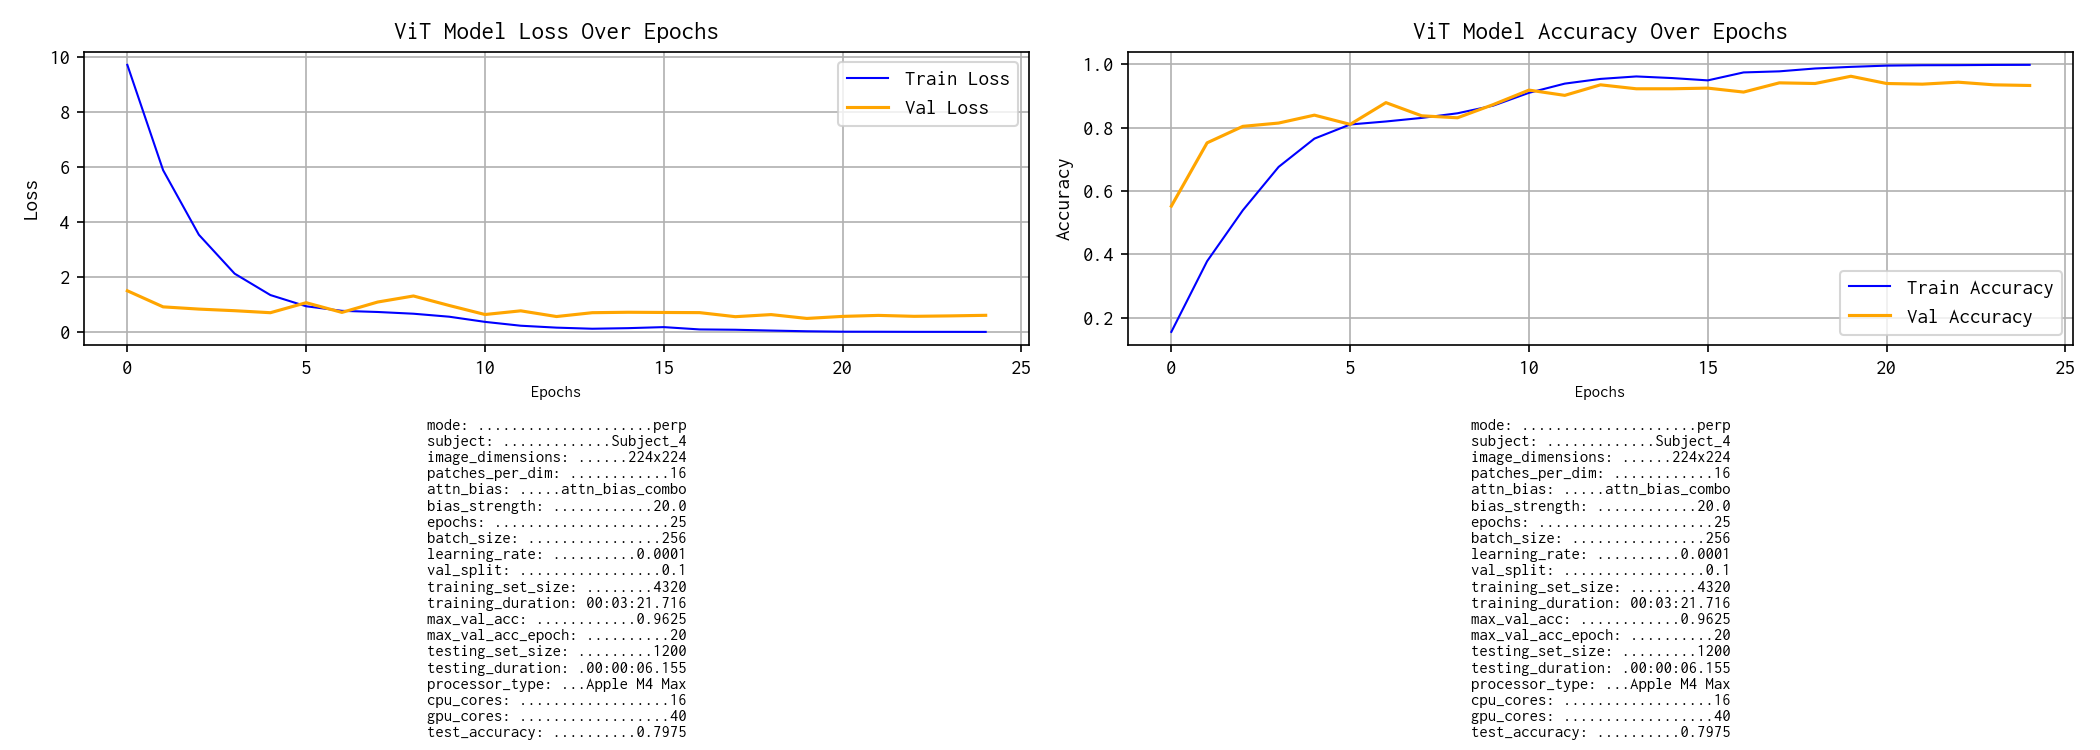 ViT Model Loss Over Epochs
10
8
6
4
2
0
Loss
Train Loss
Val Loss
0 5 10 15 20 25
Epochs
mode: .....................perp
subject: .............Subject_4
image_dimensions: ......224x224
patches_per_dim: ............16
attn_bias: .....attn_bias_combo
bias_strength: ............20.0
epochs: .....................25
batch_size: ................256
learning_rate: ..........0.0001
val_split: .................0.1
training_set_size: ........4320
training_duration: 00:03:21.716
max_val_acc: ............0.9625
max_val_acc_epoch: ..........20
testing_set_size: .........1200
testing_duration: .00:00:06.155
processor_type: ...Apple M4 Max
cpu_cores: ..................16
gpu_cores: ..................40
test_accuracy: ..........0.7975
ViT Model Accuracy Over Epochs
1.0
0.8
0.6
0.4
0.2
Accuracy
Train Accuracy
Val Accuracy
0 5 10 15 20 25
Epochs
mode: .....................perp
subject: .............Subject_4
image_dimensions: ......224x224
patches_per_dim: ............16
attn_bias: .....attn_bias_combo
bias_strength: ............20.0
epochs: .....................25
batch_size: ................256
learning_rate: ..........0.0001
val_split: .................0.1
training_set_size: ........4320
training_duration: 00:03:21.716
max_val_acc: ............0.9625
max_val_acc_epoch: ..........20
testing_set_size: .........1200
testing_duration: .00:00:06.155
processor_type: ...Apple M4 Max
cpu_cores: ..................16
gpu_cores: ..................40
test_accuracy: ..........0.7975